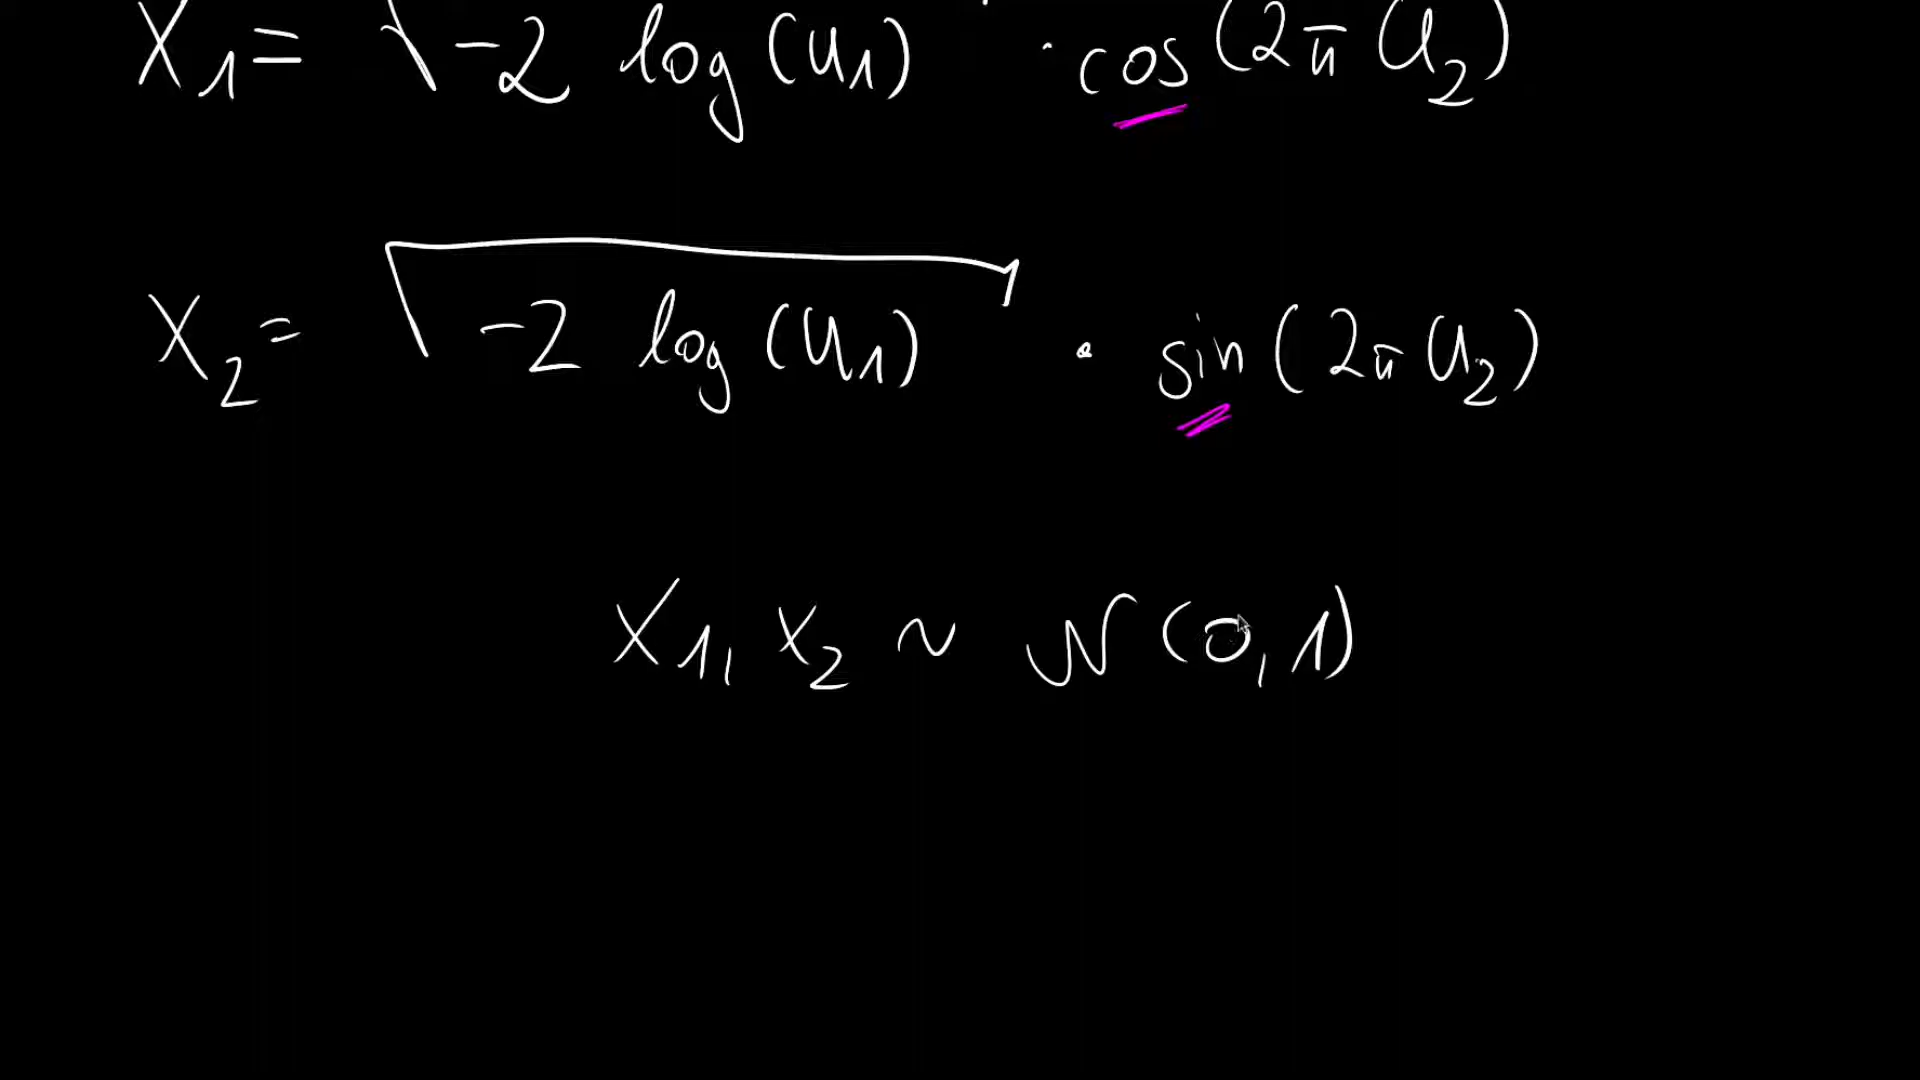 X₁ = √-2 log(U₁) · cos(2π U₂)
X₂ = √-2 log(U₁) · sin(2π U₂)
X₁, X₂ ~ N(0, 1)